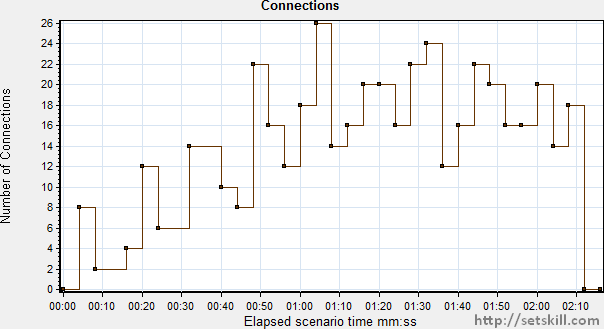 Connections
Number of Connections
26
24
22
20
18
16
14
12
10
8
6
4
2
0
00:00 00:10 00:20 00:30 00:40 00:50 01:00 01:10 01:20 01:30 01:40 01:50 02:00 02:10
Elapsed scenario time mm:ss
http://setskill.com